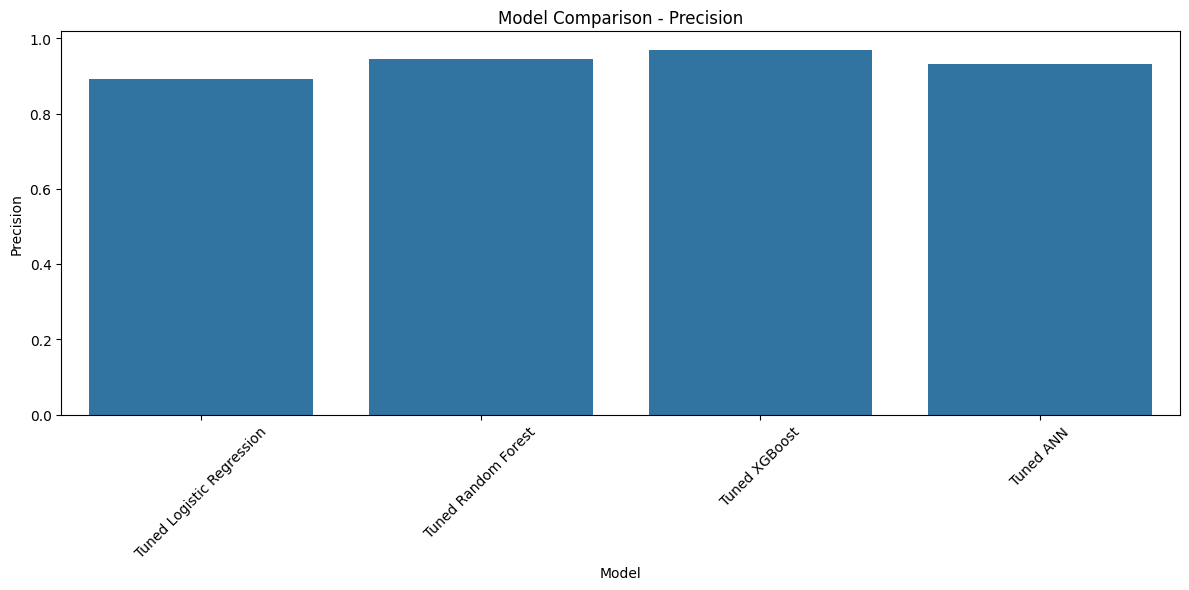 Model Comparison - Precision
1.0
0.8
0.6
0.4
0.2
0.0
Precision
Tuned Logistic Regression
Tuned Random Forest
Tuned XGBoost
Tuned ANN
Model